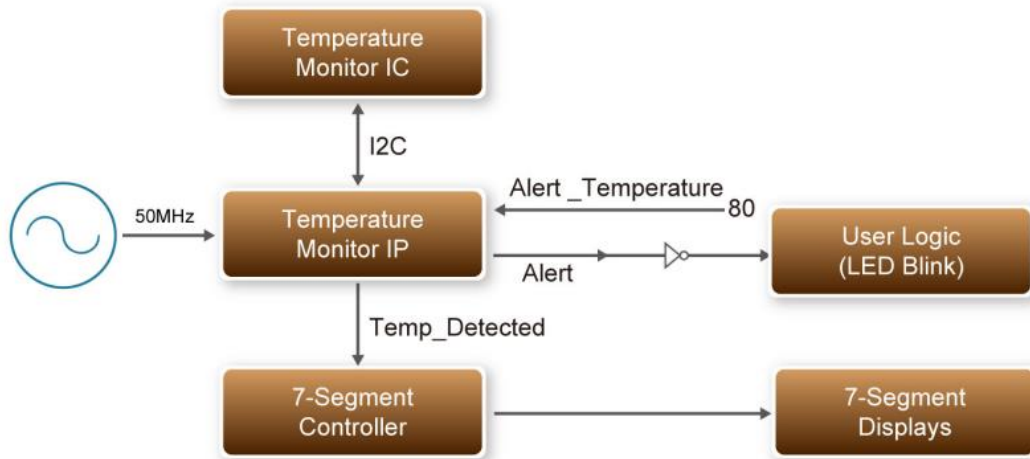 Temperature
Monitor IC
I2C
50MHz
Temperature
Monitor IP
Alert _Temperature
80
Alert
User Logic
(LED Blink)
Temp_Detected
7-Segment
Controller
7-Segment
Displays